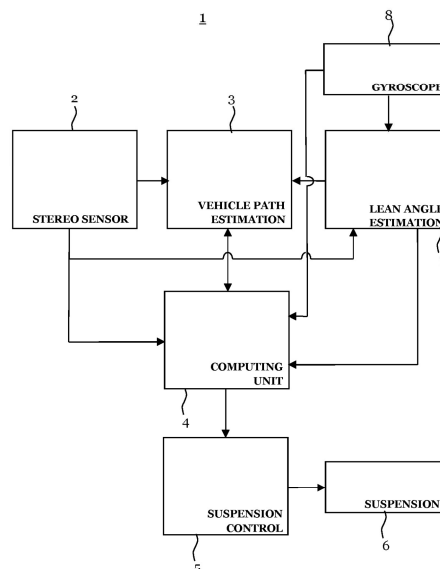 1
8
GYROSCOPE
2
3
STEREO SENSOR
VEHICLE PATH
ESTIMATION
LEAN ANGLE
ESTIMATION
COMPUTING
UNIT
4
SUSPENSION
CONTROL
SUSPENSION
5
6